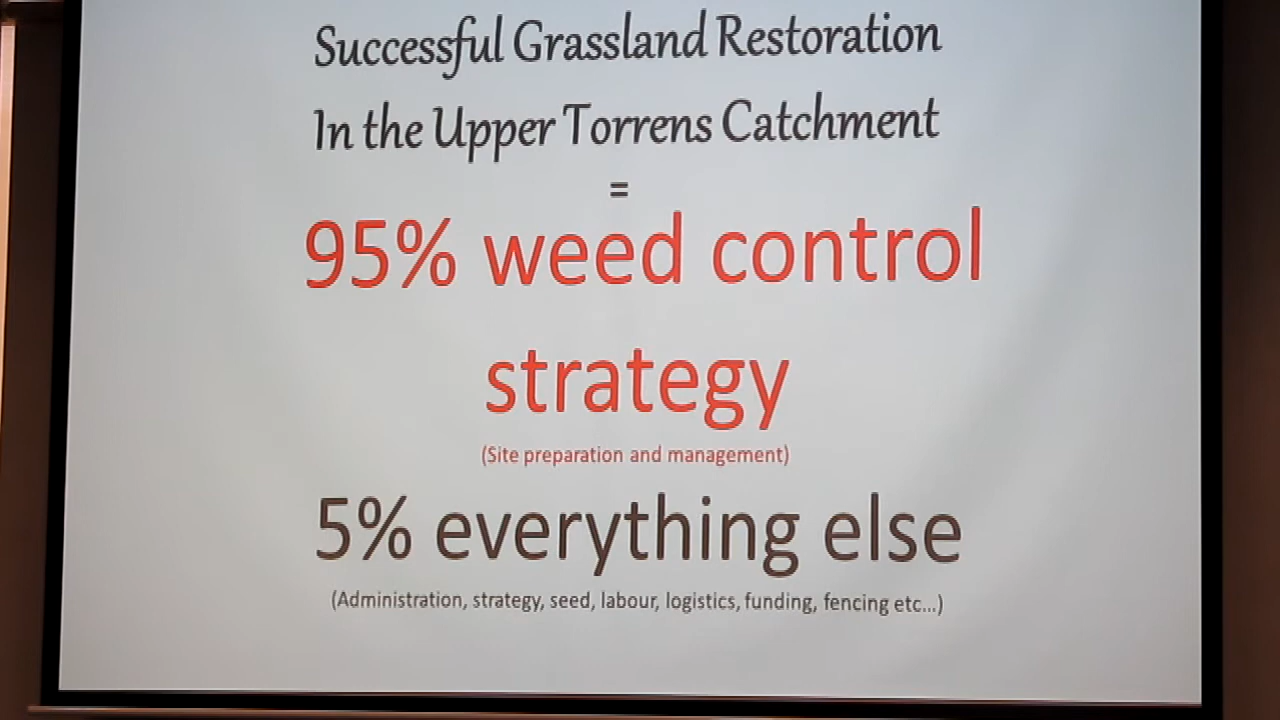 Successful Grassland Restoration
In the Upper Torrens Catchment
=
95% weed control
strategy
(Site preparation and management)
5% everything else
(Administration, strategy, seed, labour, logistics, funding, fencing etc...)